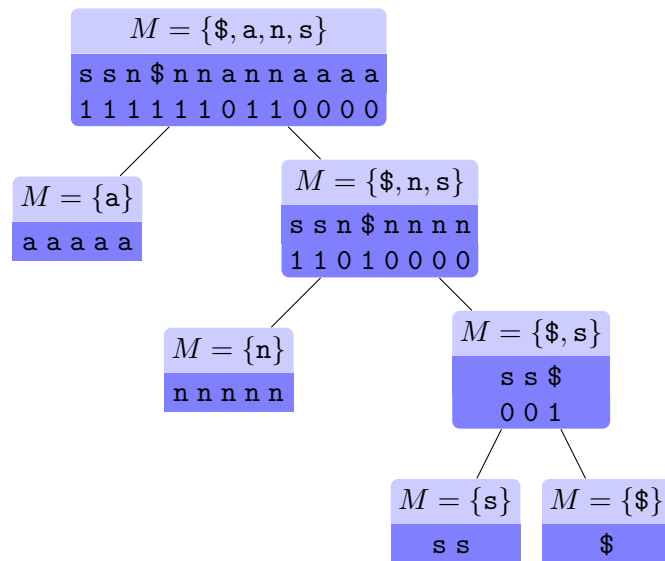 M = {$, a, n, s}
s s n $ n n a n n a a a a
1 1 1 1 1 1 0 1 1 0 0 0 0
M = {a}
a a a a a
M = {$, n, s}
s s n $ n n n n
1 1 0 1 0 0 0 0
M = {n}
n n n n n
M = {$, s}
s s $
0 0 1
M = {s}
s s
M = {$}
$